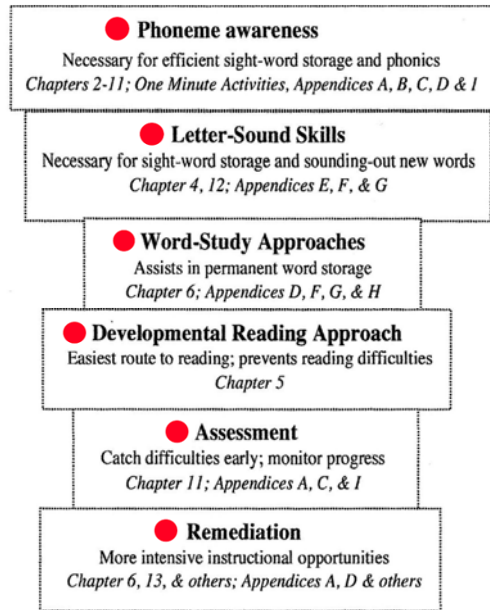 Phoneme awareness
Necessary for efficient sight-word storage and phonics
Chapters 2-11; One Minute Activities, Appendices A, B, C, D & I
Letter-Sound Skills
Necessary for sight-word storage and sounding-out new words
Chapter 4, 12; Appendices E, F, & G
Word-Study Approaches
Assists in permanent word storage
Chapter 6; Appendices D, F, G, & H
Developmental Reading Approach
Easiest route to reading; prevents reading difficulties
Chapter 5
Assessment
Catch difficulties early; monitor progress
Chapter 11; Appendices A, C, & I
Remediation
More intensive instructional opportunities
Chapter 6, 13, & others; Appendices A, D & others